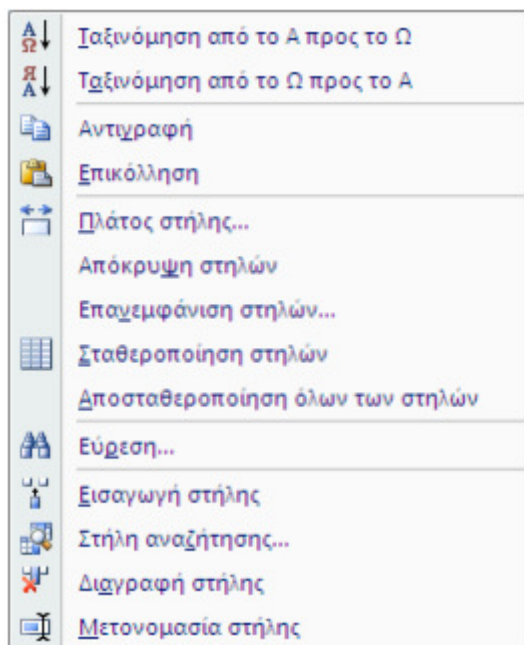 Ταξινόμηση από το Α προς το Ω
Ταξινόμηση από το Ω προς το Α
Αντιγραφή
Επικόλληση
Πλάτος στήλης...
Απόκρυψη στηλών
Επανεμφάνιση στηλών...
Σταθεροποίηση στηλών
Αποσταθεροποίηση όλων των στηλών
Εύρεση...
Εισαγωγή στήλης
Στήλη αναζήτησης...
Διαγραφή στήλης
Μετονομασία στήλης